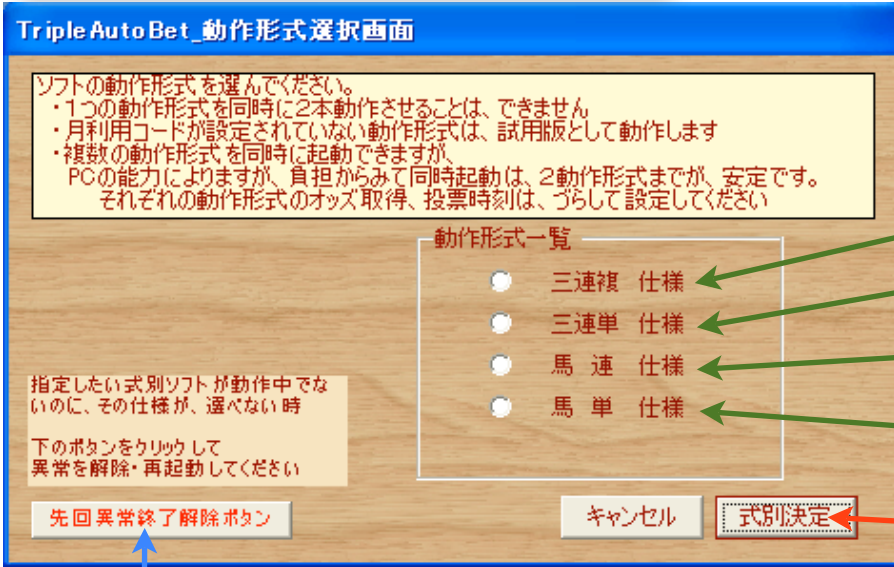 TripleAutoBet_動作形式選択画面
ソフトの動作形式を選んでください。
・1つの動作形式を同時に2本動作させることは、できません
・月利用コードが設定されていない動作形式は、試用版として動作します
・複数の動作形式を同時に起動できますが、
PCの能力によりますが、負担からみて同時起動は、2動作形式までが、安定です。
それぞれの動作形式のオッズ取得、投票時刻は、づらして設定してください
動作形式一覧
三連複 仕様
三連単 仕様
馬 連 仕様
馬 単 仕様
指定したい式別ソフトが動作中でな
いのに、その仕様が、選べない時
下のボタンをクリックして
異常を解除・再起動してください
先回異常終了解除ボタン
キャンセル
式別決定